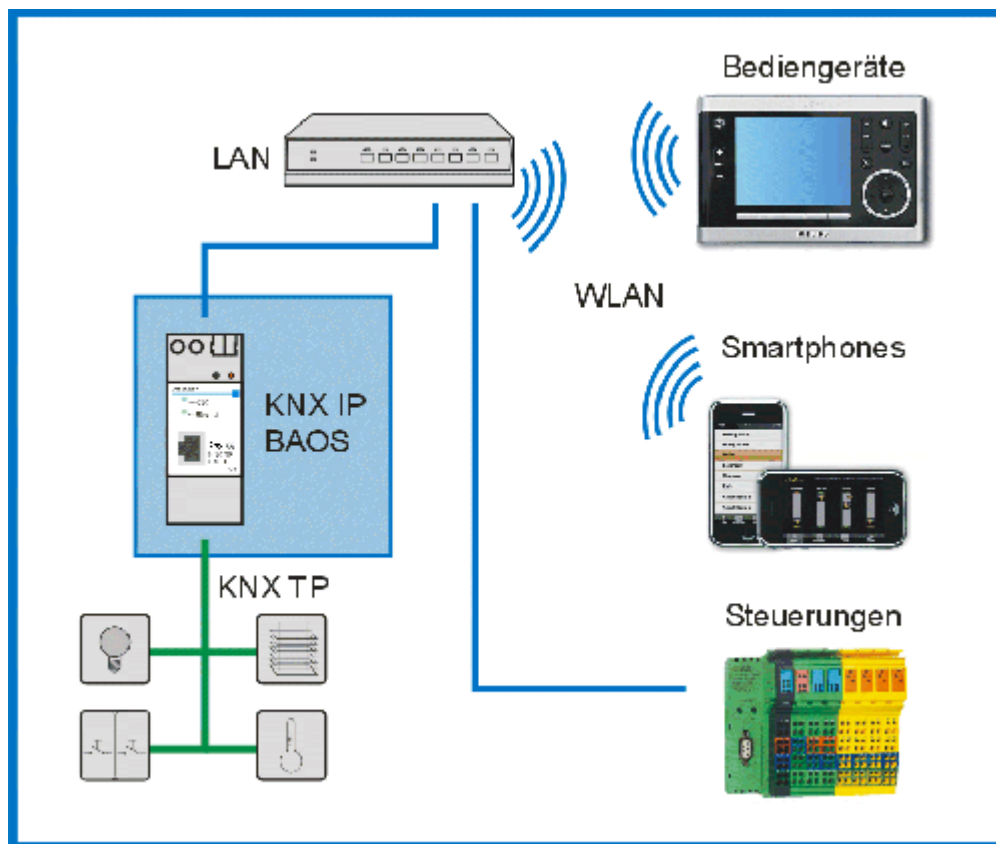 Bediengeräte
LAN
WLAN
Smartphones
KNX IP
BAOS
KNX TP
Steuerungen